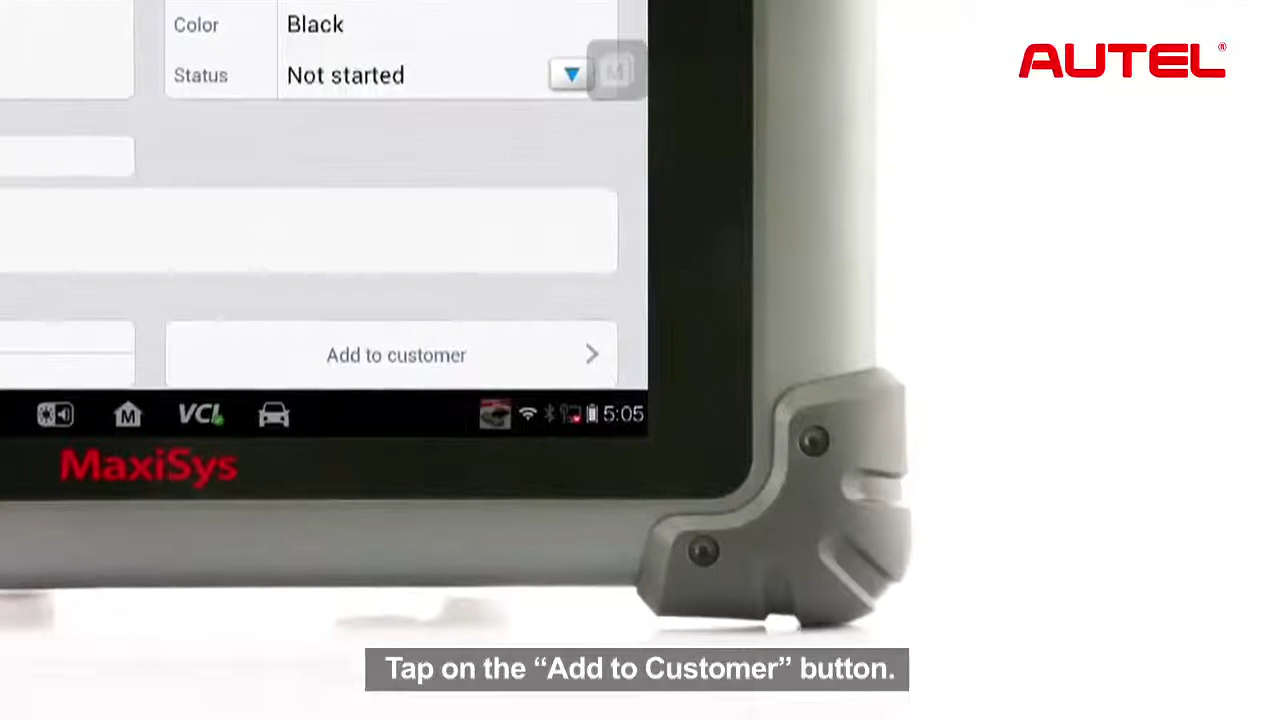 Color Black
AUTEL®
Status Not started
M
Add to customer
M VCI 5:05
MaxiSys
Tap on the “Add to Customer” button.